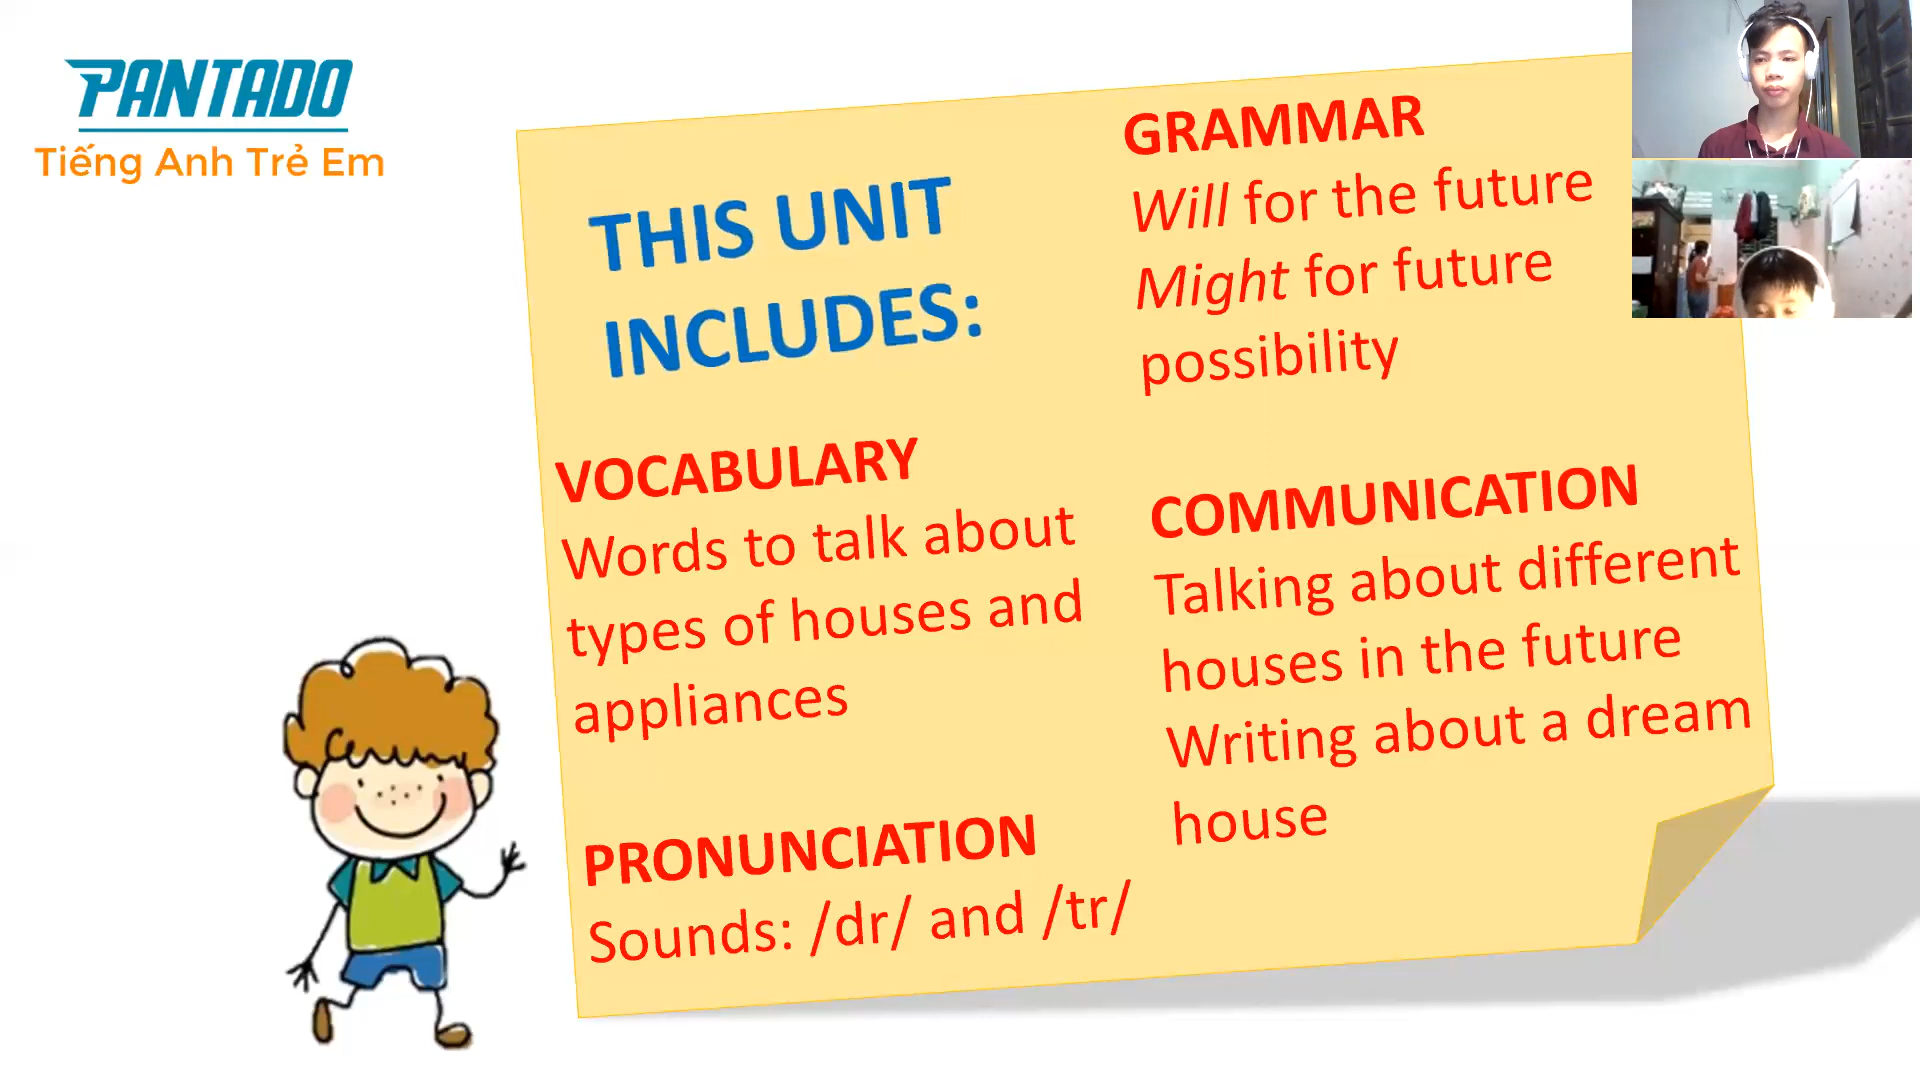 PANTADO
Tiếng Anh Trẻ Em
THIS UNIT
INCLUDES:
VOCABULARY
Words to talk about
types of houses and
appliances
PRONUNCIATION
Sounds: /dr/ and /tr/
GRAMMAR
Will for the future
Might for future
possibility
COMMUNICATION
Talking about different
houses in the future
Writing about a dream
house